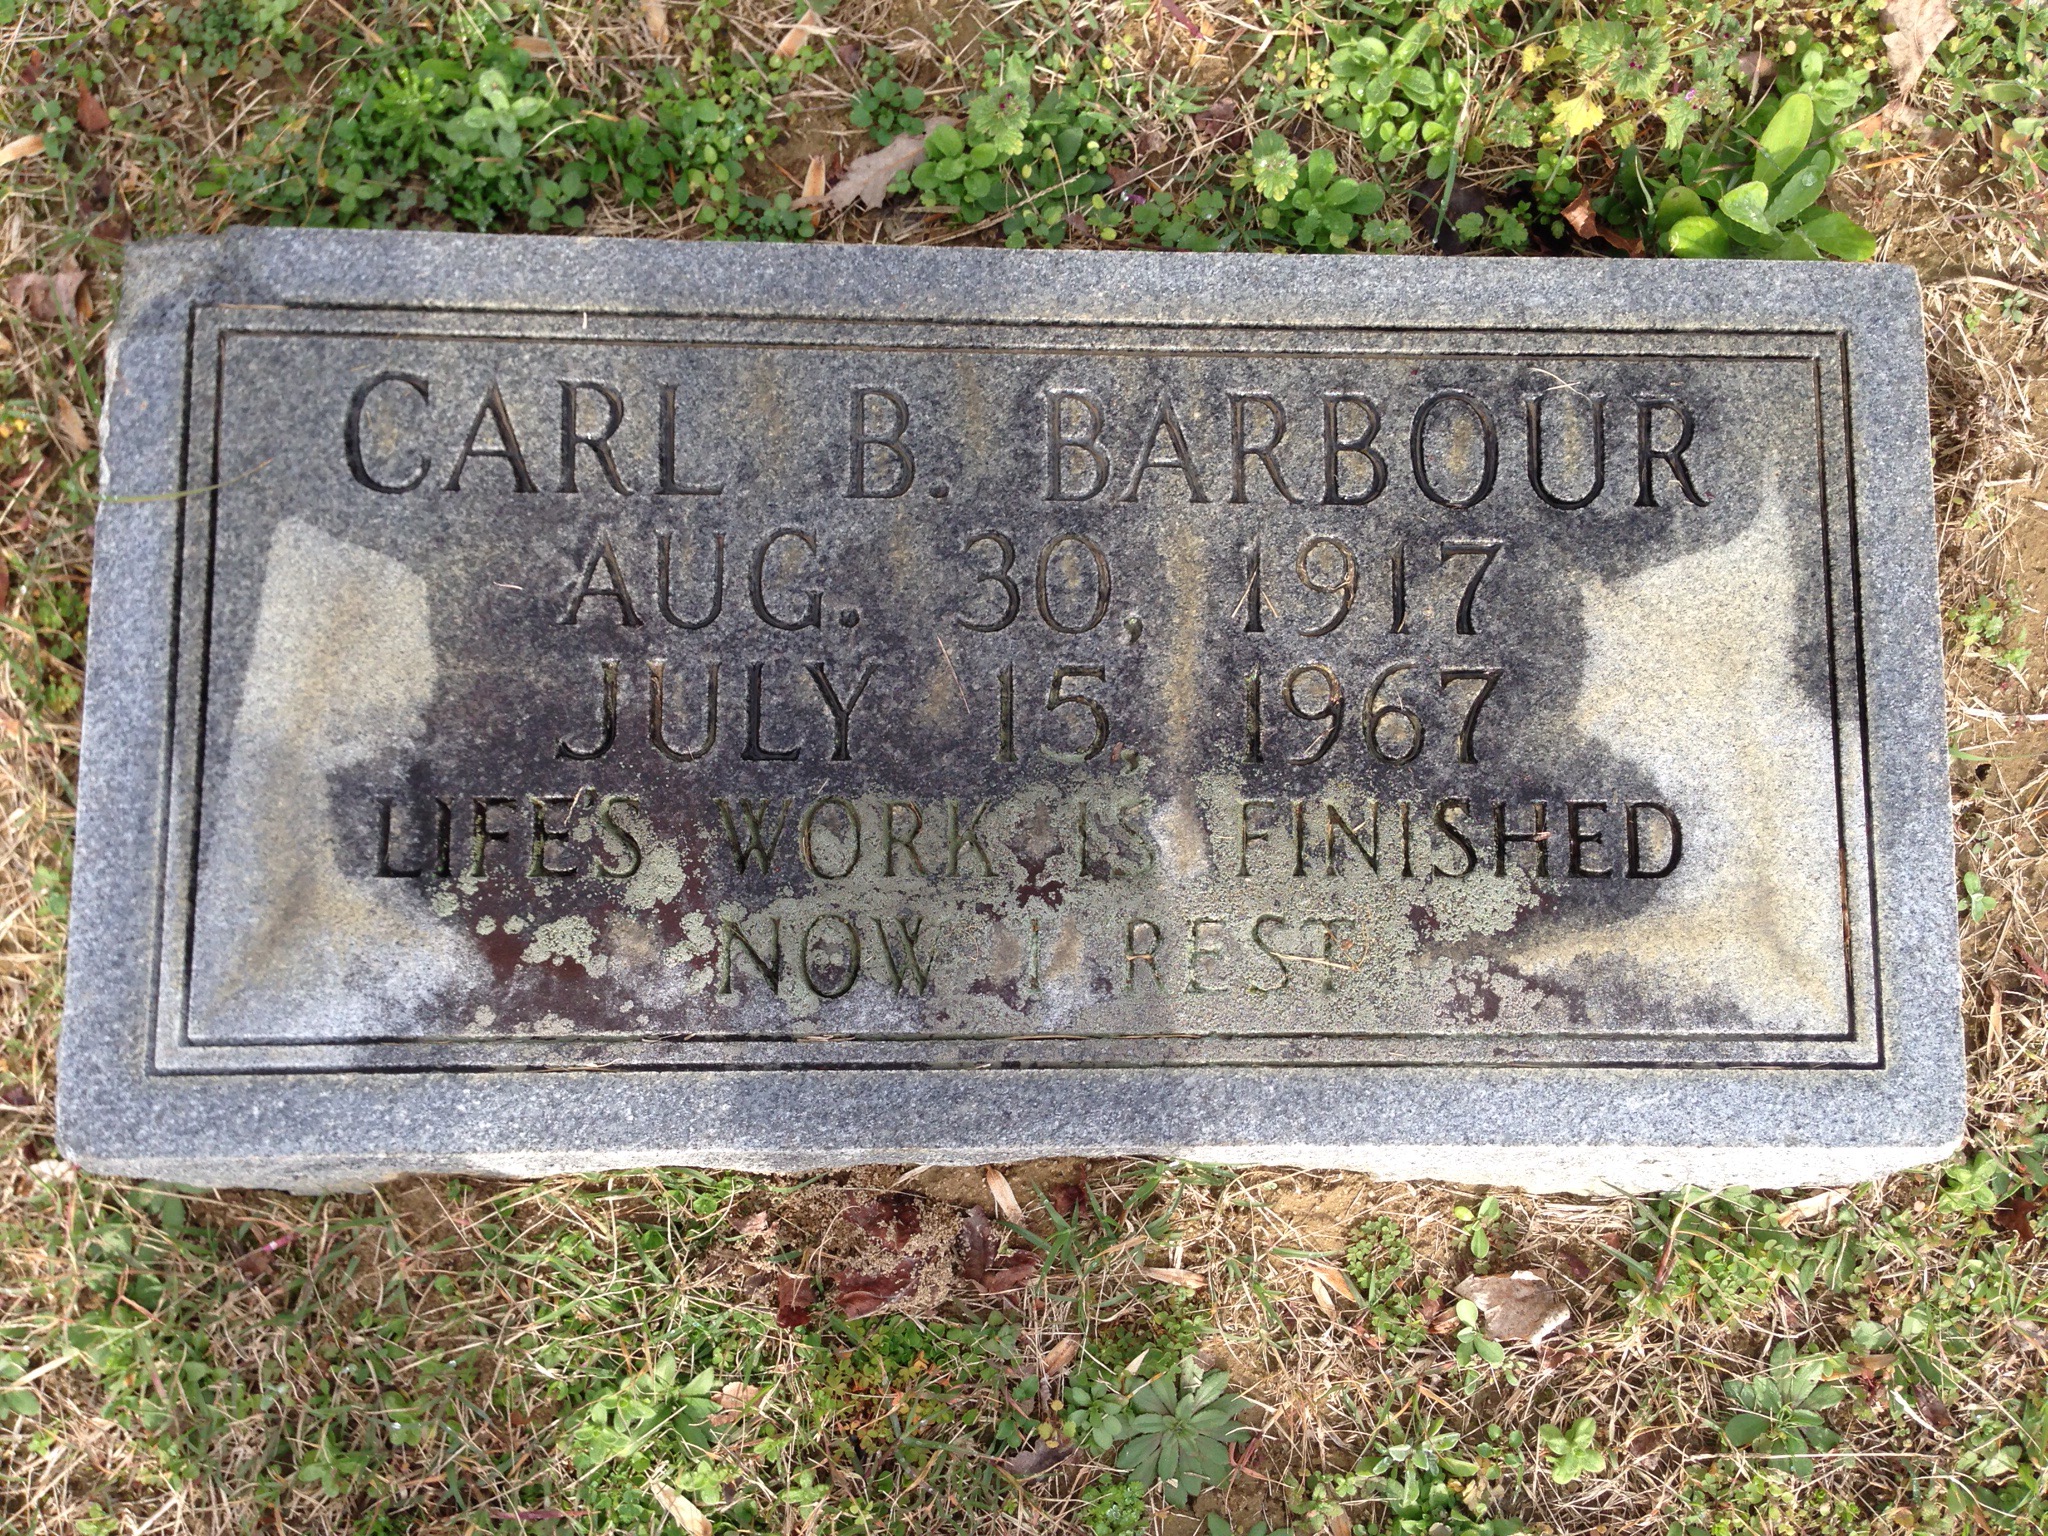 CARL B. BARBOUR
AUG. 30, 1917
JULY 15, 1967
LIFE'S WORK IS FINISHED
NOW I REST